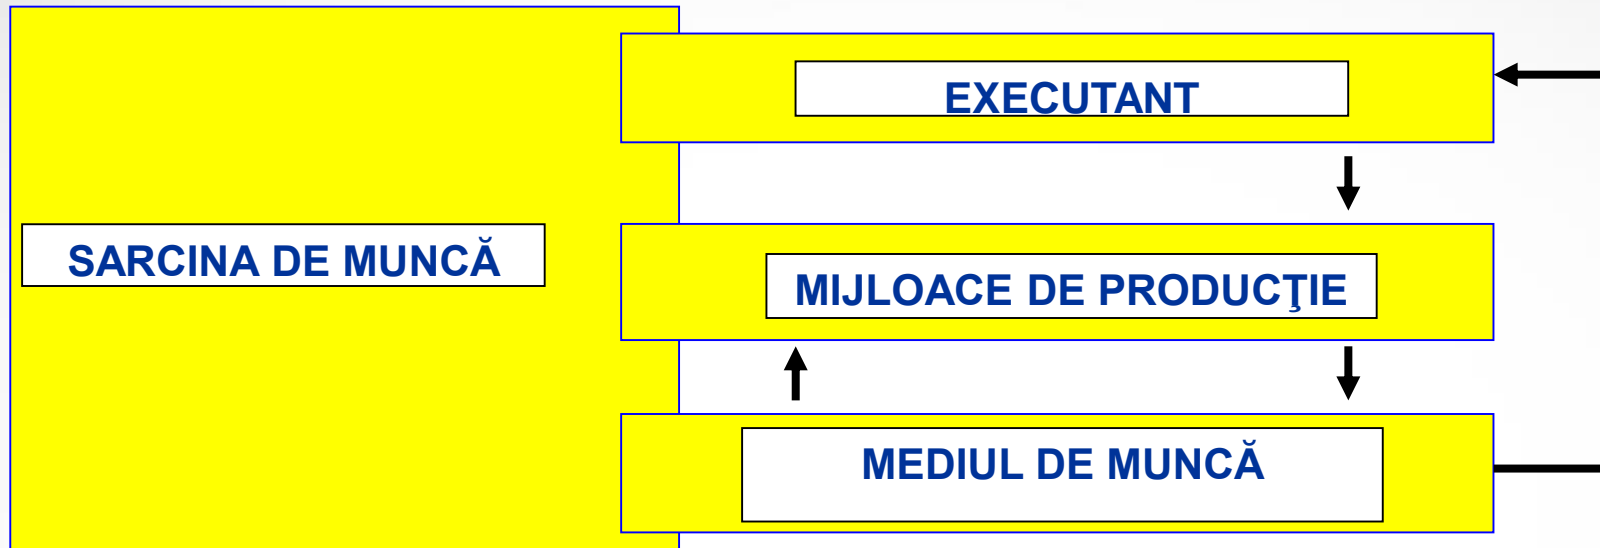 EXECUTANT
SARCINA DE MUNCĂ
MIJLOACE DE PRODUCŢIE
MEDIUL DE MUNCĂ